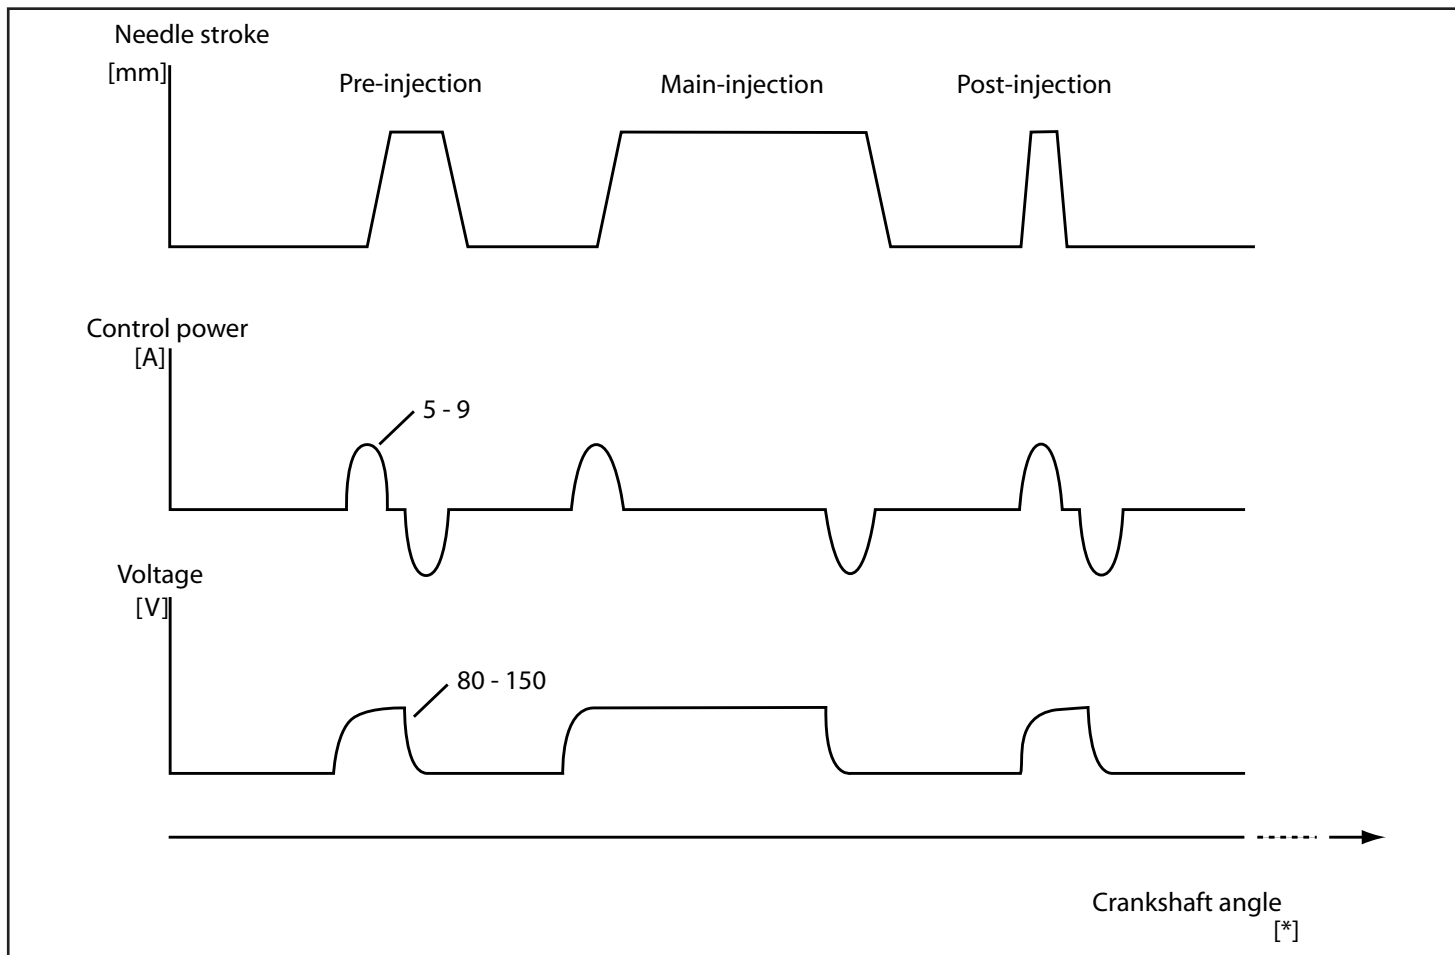 Needle stroke
[mm]
Pre-injection
Main-injection
Post-injection
Control power
[A]
5 - 9
Voltage
[V]
80 - 150
Crankshaft angle
[*]